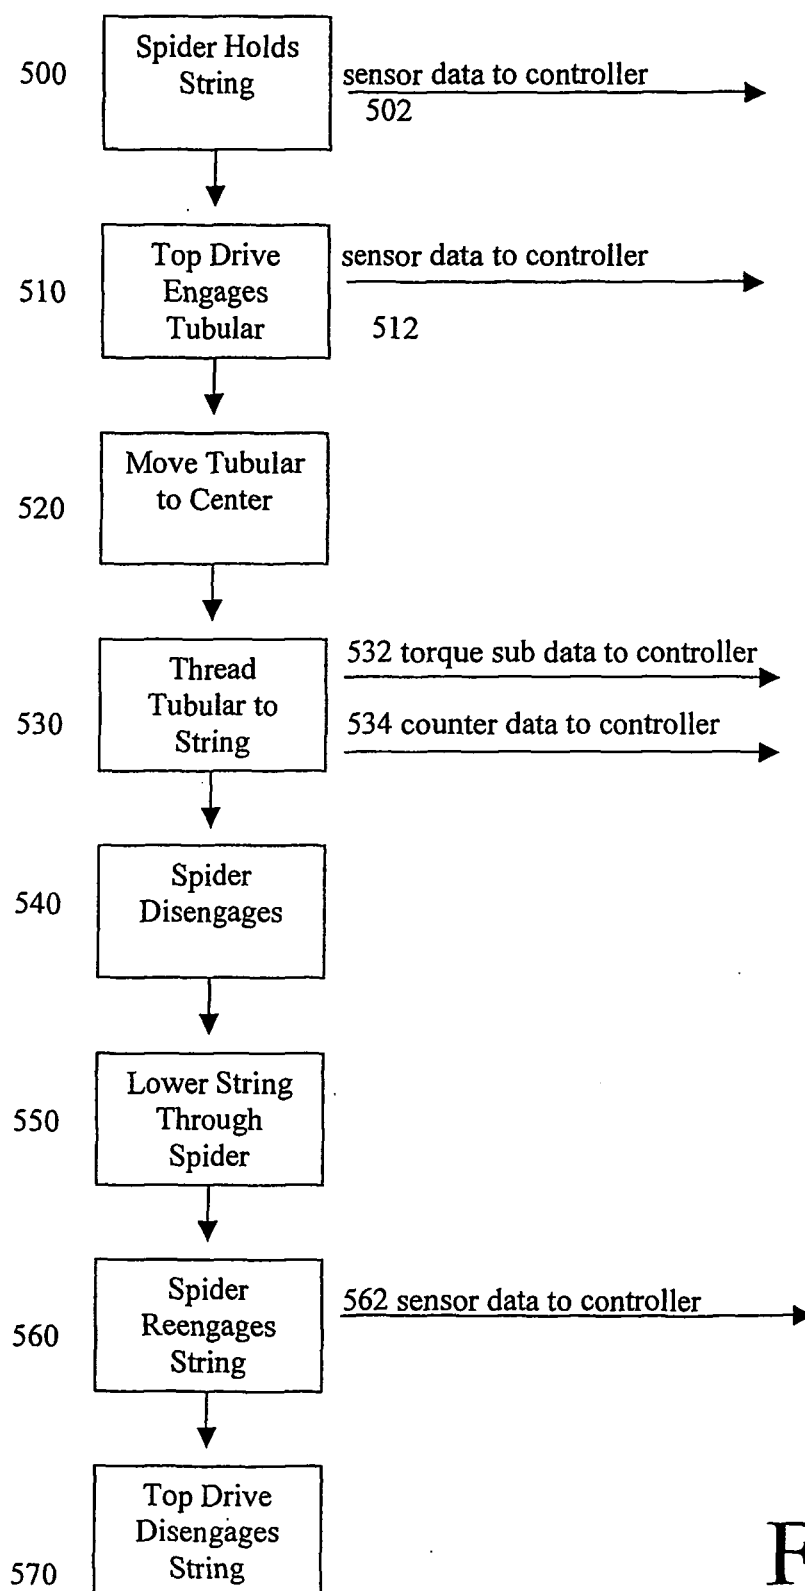 500
Spider Holds
String
sensor data to controller
502
510
Top Drive
Engages
Tubular
sensor data to controller
512
520
Move Tubular
to Center
530
Thread
Tubular to
String
532 torque sub data to controller
534 counter data to controller
540
Spider
Disengages
550
Lower String
Through
Spider
560
Spider
Reengages
String
562 sensor data to controller
570
Top Drive
Disengages
String
F